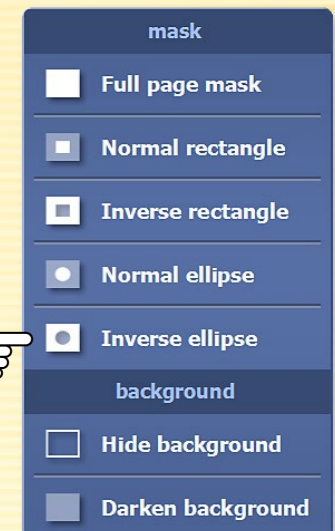 mask
Full page mask
Normal rectangle
Inverse rectangle
Normal ellipse
Inverse ellipse
background
Hide background
Darken background